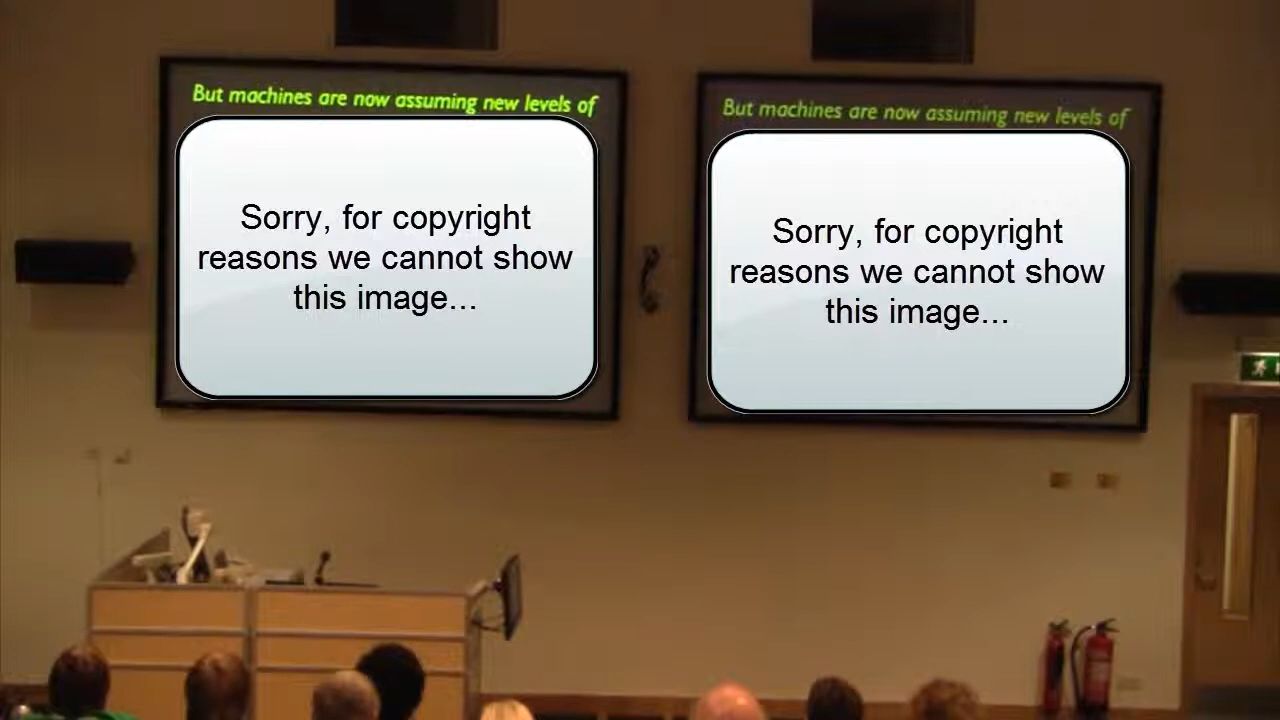 But machines are now assuming new levels of
Sorry, for copyright
reasons we cannot show
this image...
But machines are now assuming new levels of
Sorry, for copyright
reasons we cannot show
this image...